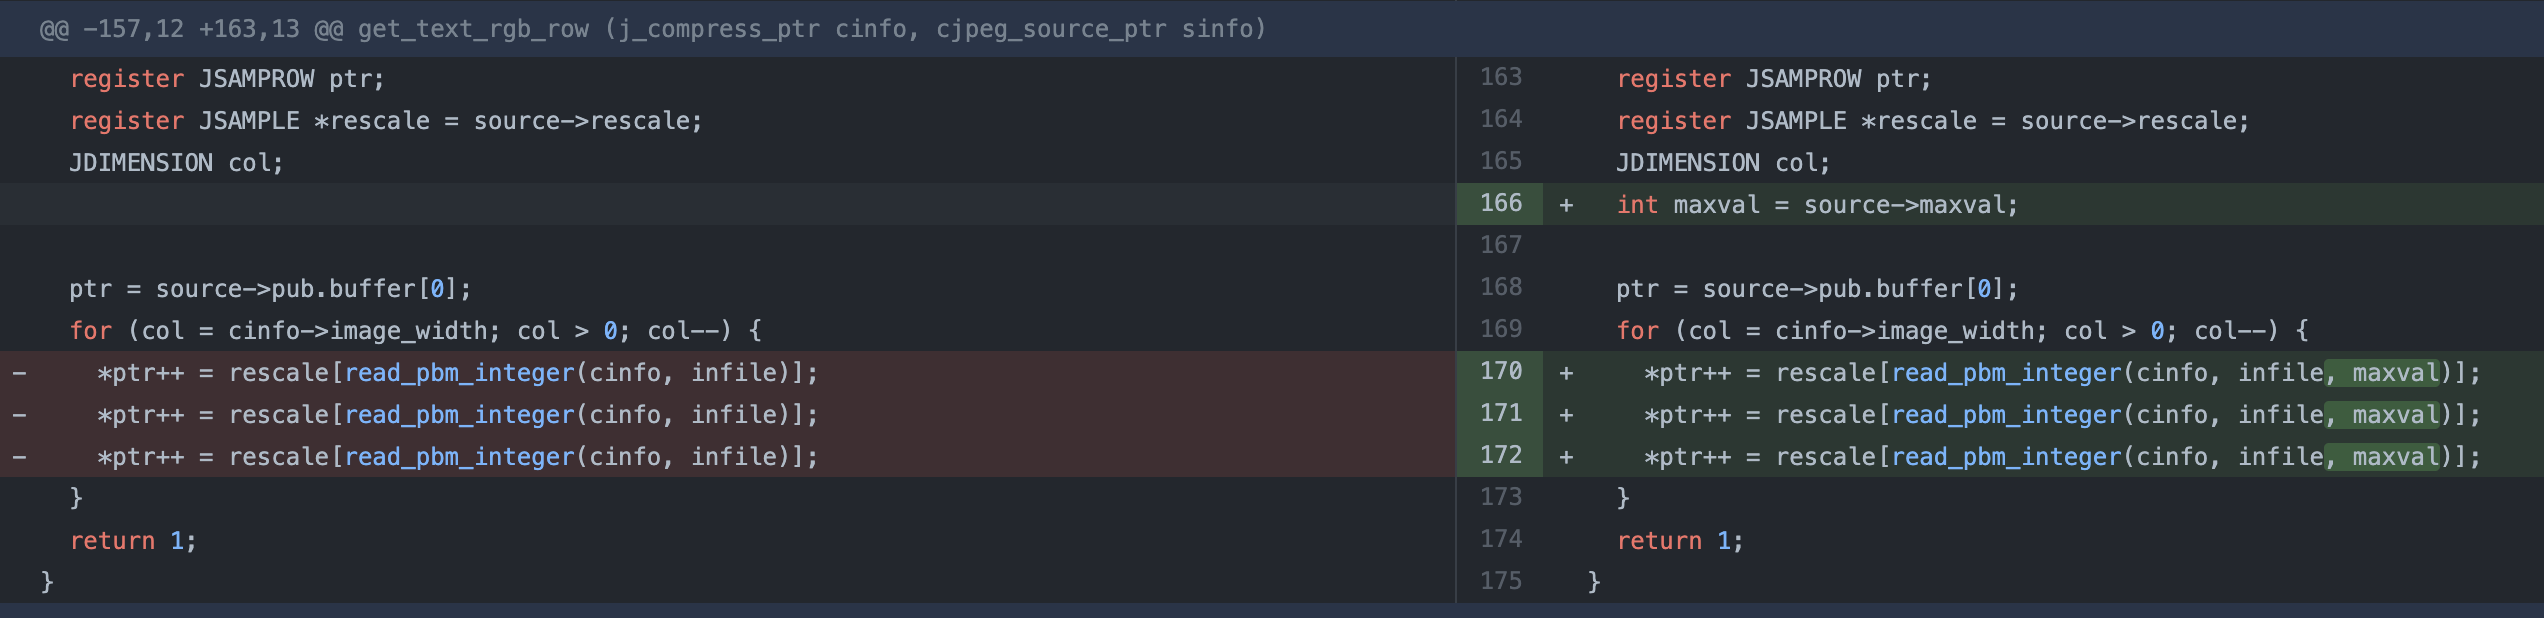 @@ -157,12 +163,13 @@ get_text_rgb_row (j_compress_ptr cinfo, cjpeg_source_ptr sinfo)
register JSAMPROW ptr;
register JSAMPLE *rescale = source->rescale;
JDIMENSION col;
ptr = source->pub.buffer[0];
for (col = cinfo->image_width; col > 0; col--) {
- *ptr++ = rescale[read_pbm_integer(cinfo, infile)];
- *ptr++ = rescale[read_pbm_integer(cinfo, infile)];
- *ptr++ = rescale[read_pbm_integer(cinfo, infile)];
}
return 1;
}
163 register JSAMPROW ptr;
164 register JSAMPLE *rescale = source->rescale;
165 JDIMENSION col;
166 + int maxval = source->maxval;
167
168 ptr = source->pub.buffer[0];
169 for (col = cinfo->image_width; col > 0; col--) {
170 + *ptr++ = rescale[read_pbm_integer(cinfo, infile, maxval)];
171 + *ptr++ = rescale[read_pbm_integer(cinfo, infile, maxval)];
172 + *ptr++ = rescale[read_pbm_integer(cinfo, infile, maxval)];
173 }
174 return 1;
175 }